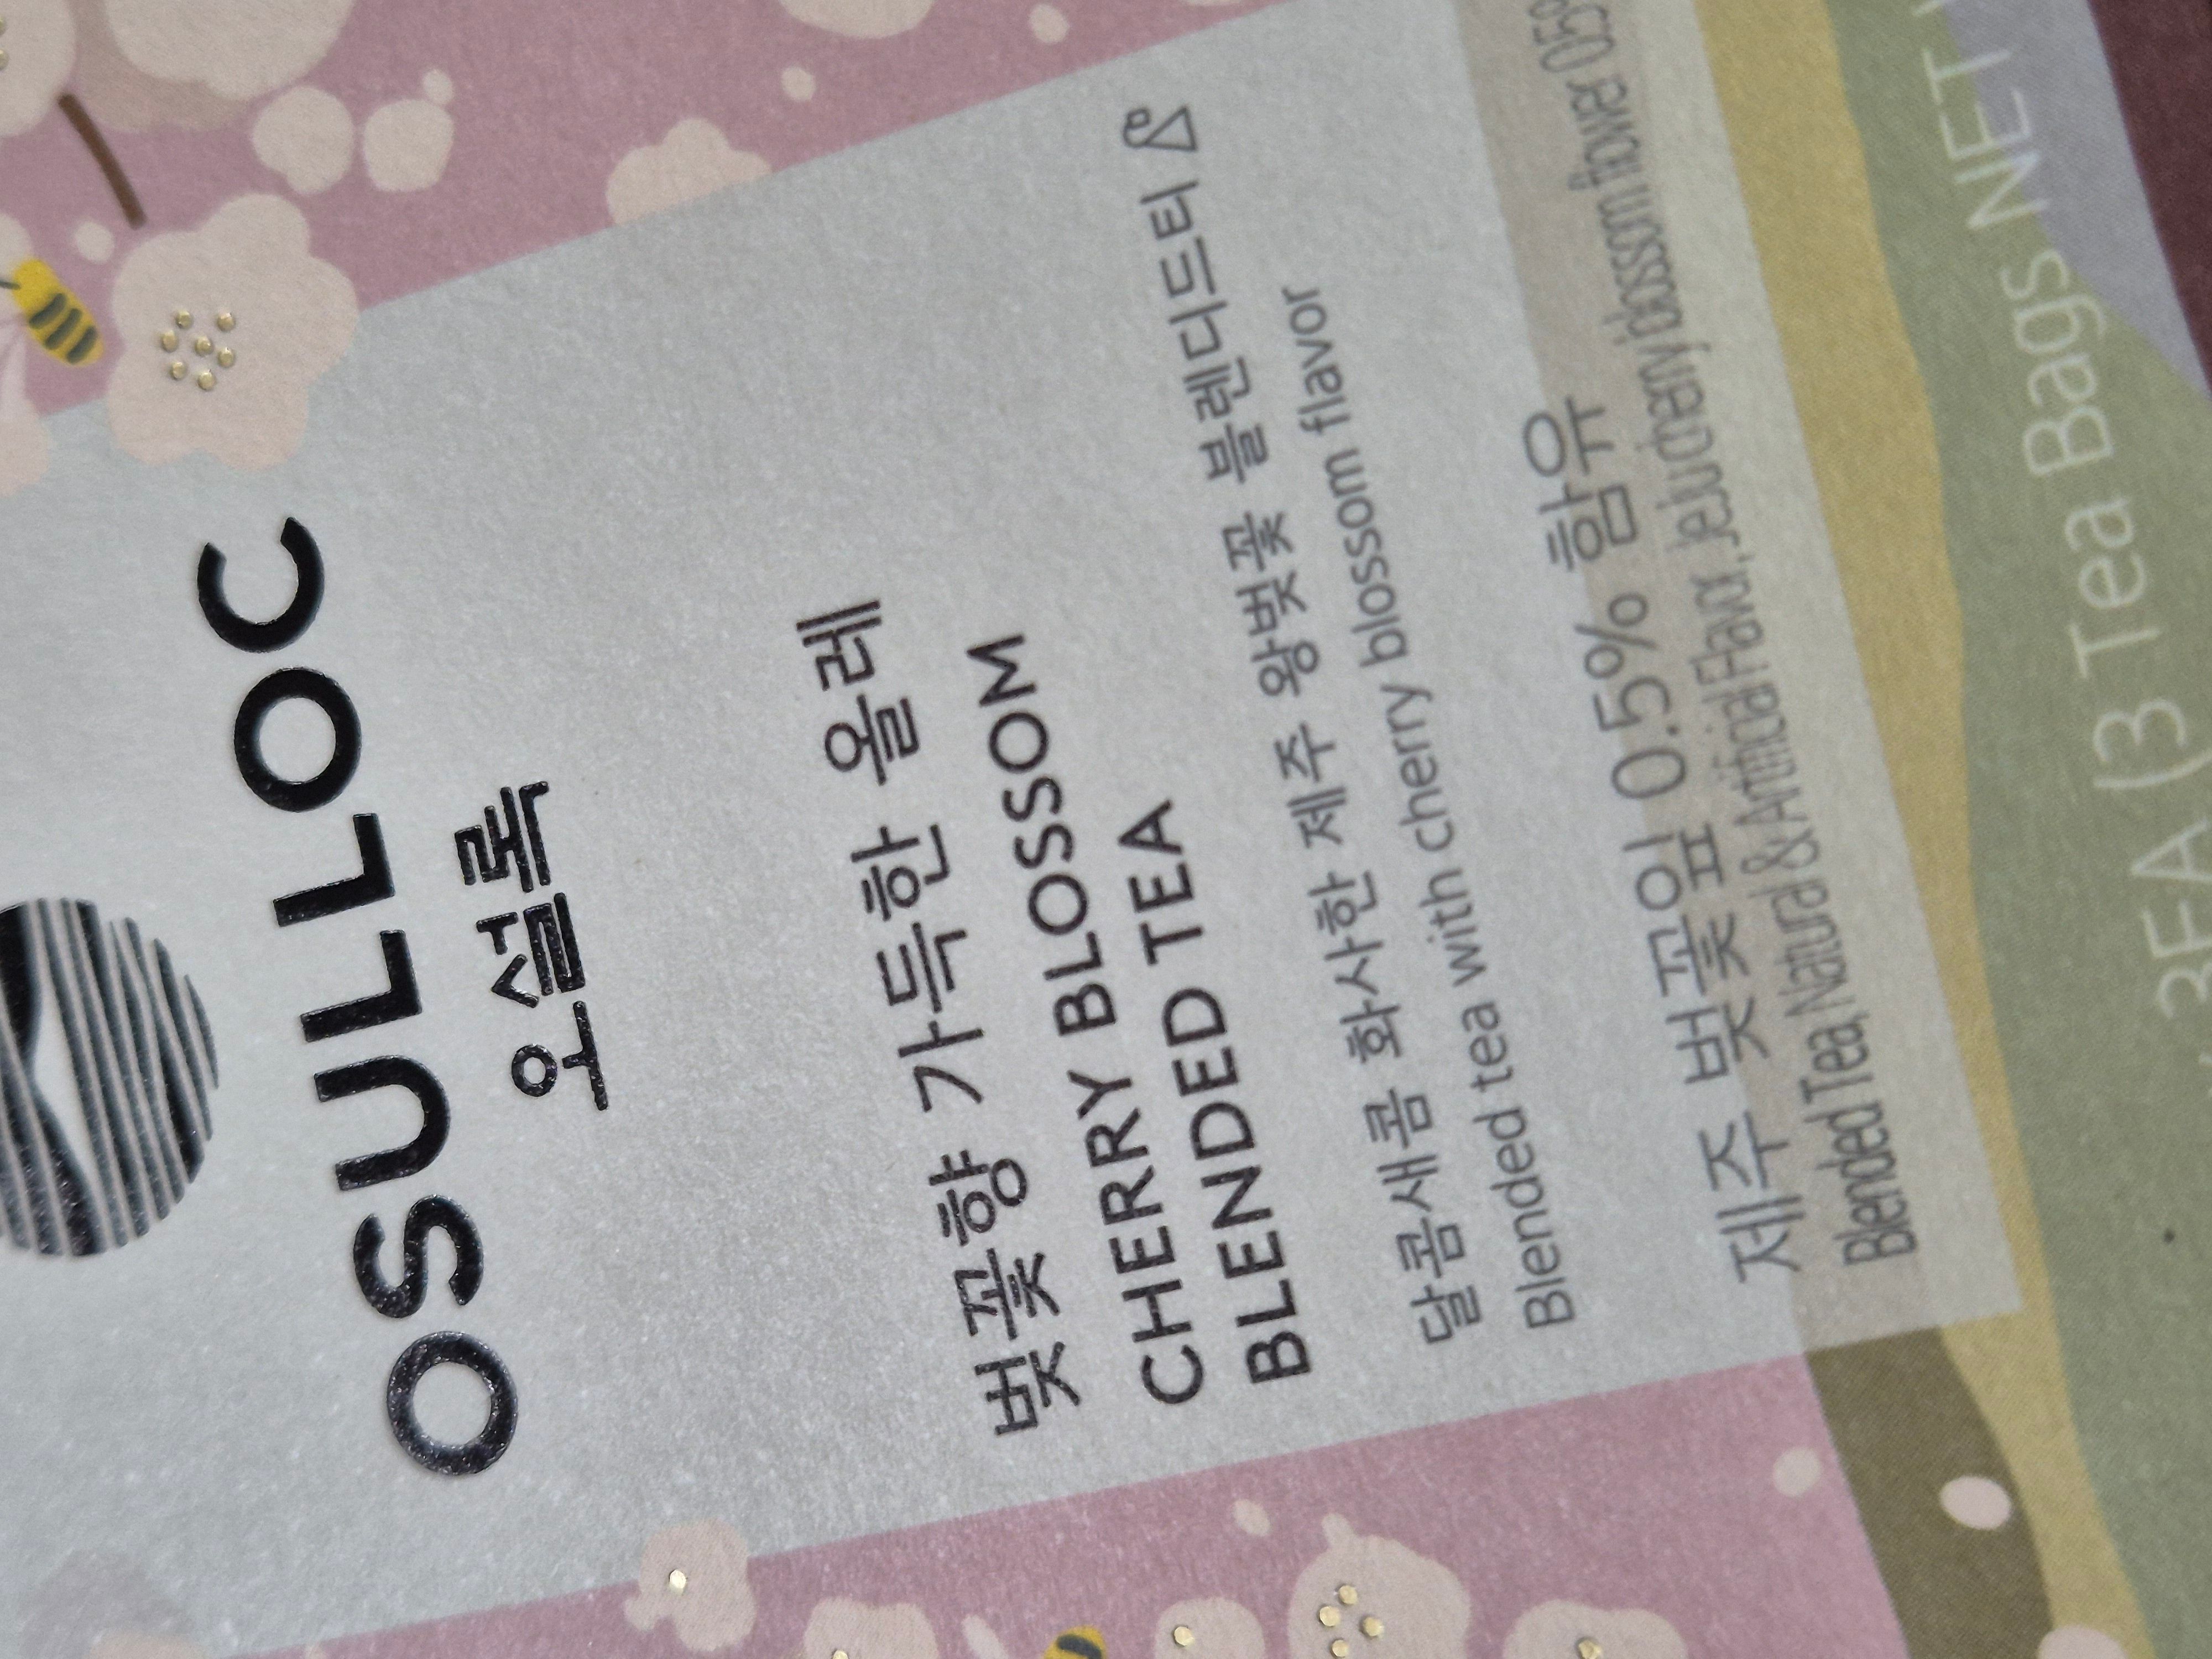 OSULLOC
오설록
벚꽃향 가득한 올레
CHERRY BLOSSOM
BLENDED TEA
달콤새콤 화사한 제주 왕벚꽃 블렌디드티
Blended tea with cherry blossom flavor
제주 벚꽃잎 0.5% 함유
Blended Tea, Natural & Artificial Flavor, Jeju cherry blossom flower 0.5%
3EA (3 Tea Bags NET